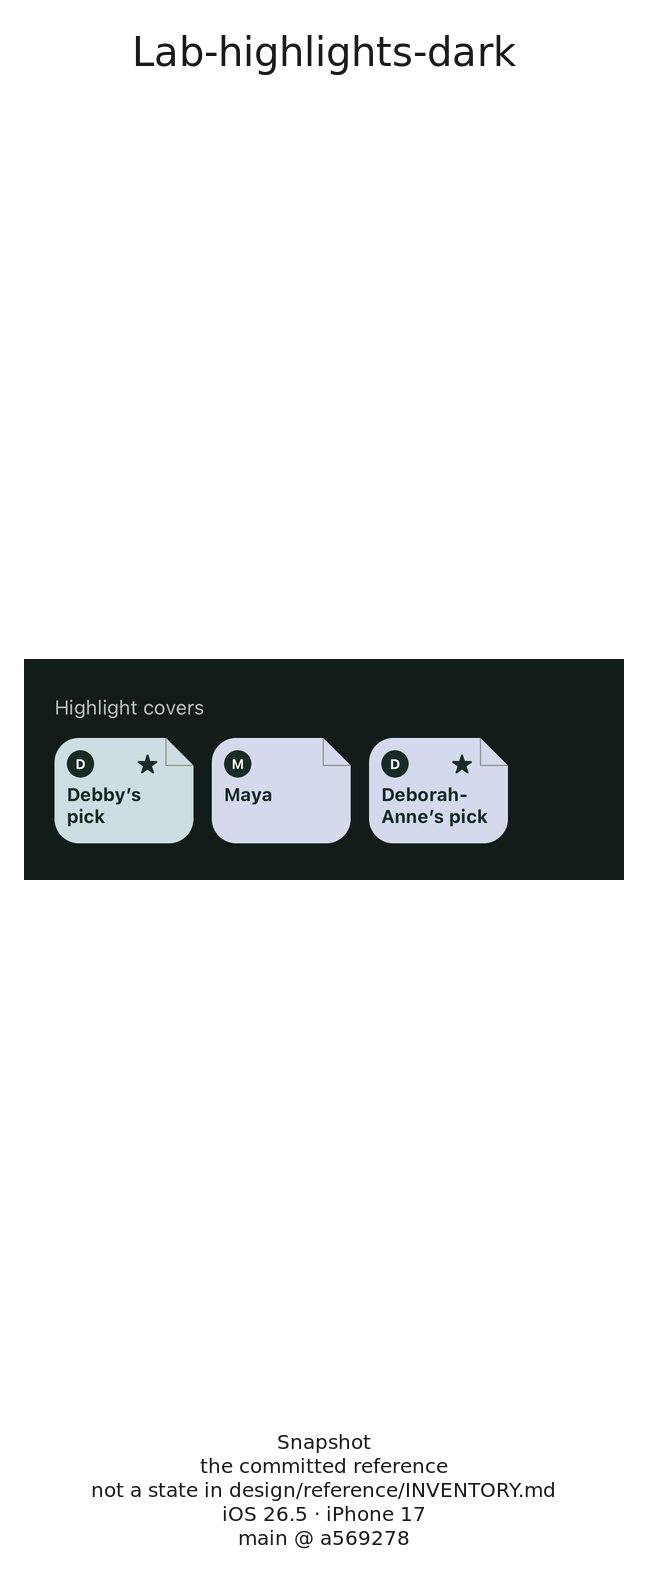 Lab-highlights-dark
Highlight covers
D
Debby’s
pick
M
Maya
D
Deborah-
Anne’s pick
Snapshot
the committed reference
not a state in design/reference/INVENTORY.md
iOS 26.5 · iPhone 17
main @ a569278